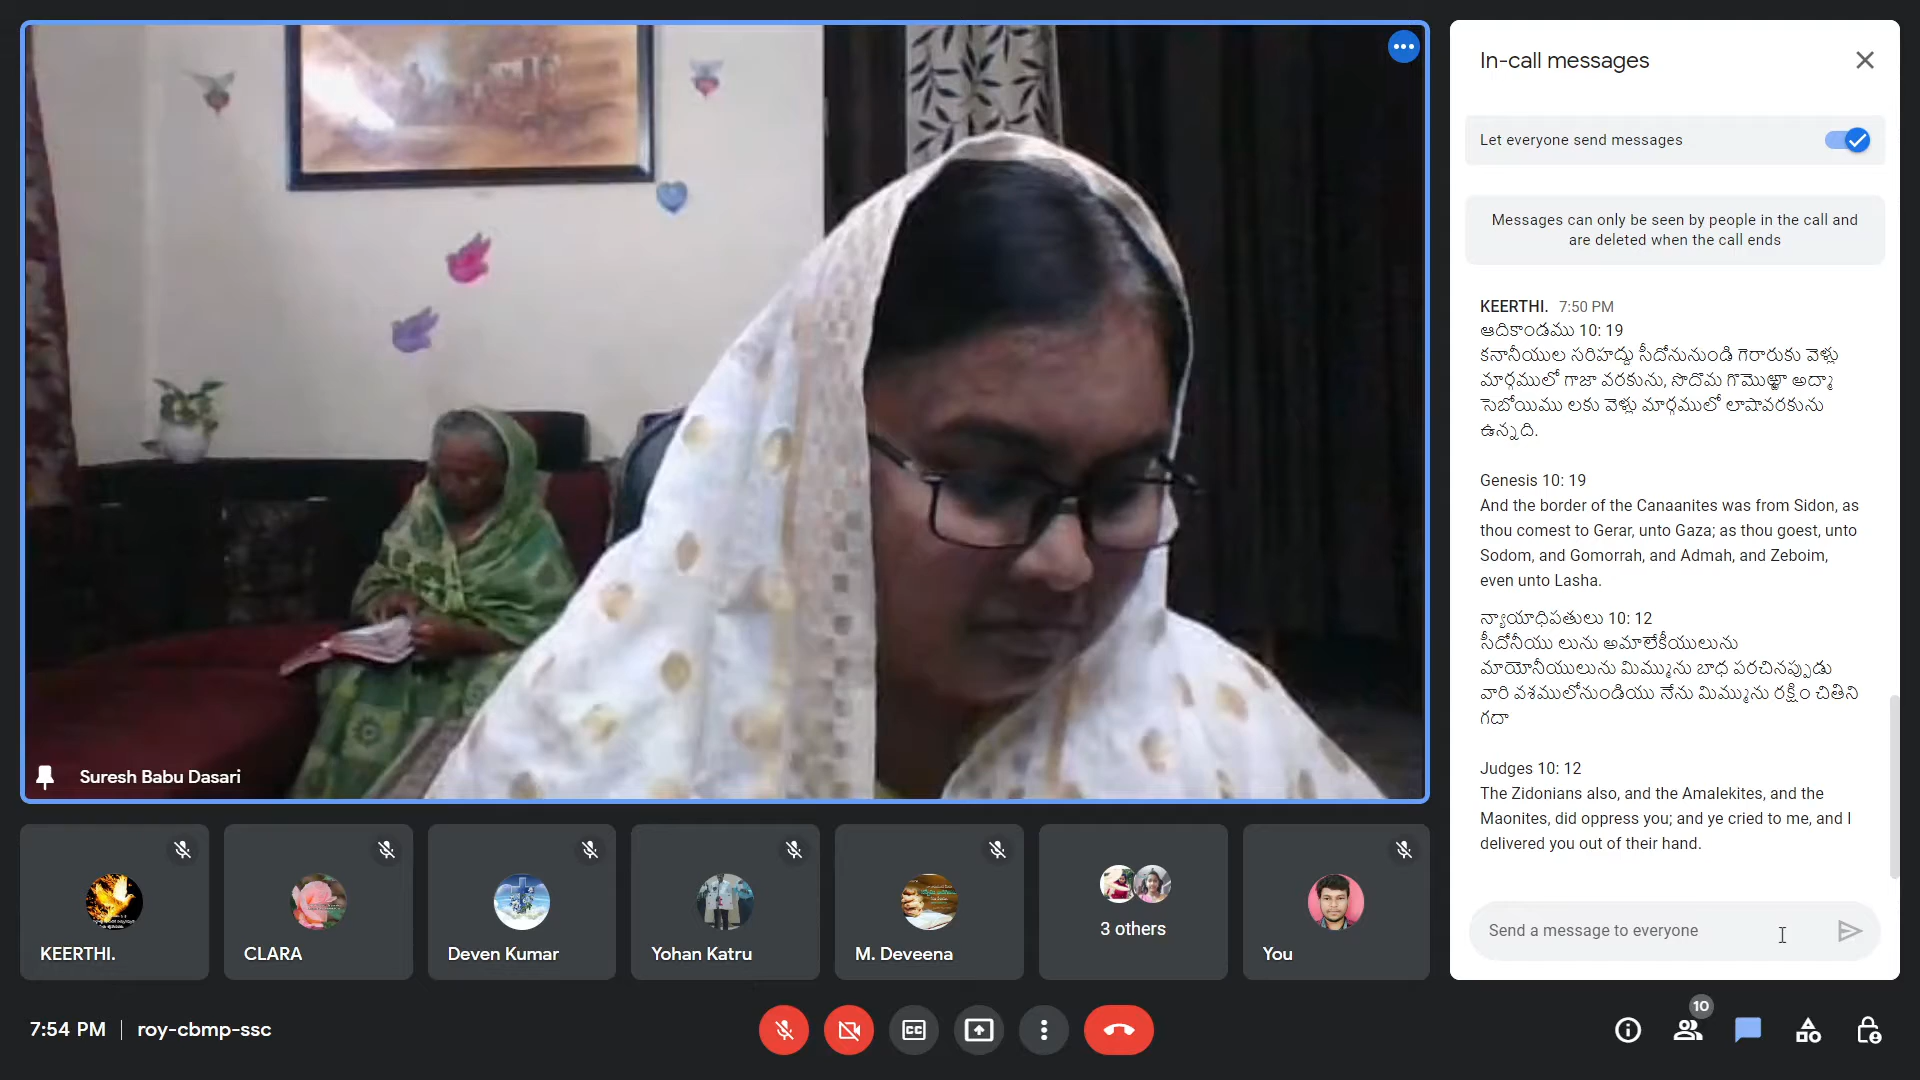 In-call messages
Let everyone send messages
Messages can only be seen by people in the call and
are deleted when the call ends
KEERTHI. 7:50 PM
ఆదికాండము 10: 19
కనానీయుల సరిహద్దు సీదోనునుండి గెరారుకు వెళ్లు
మార్గములో గాజా వరకును, సొదొమ గొమొఱ్ఱా అద్మా
సెబోయిము లకు వెళ్లు మార్గములో లాషావరకును
ఉన్నది.
Genesis 10: 19
And the border of the Canaanites was from Sidon, as
thou comest to Gerar, unto Gaza; as thou goest, unto
Sodom, and Gomorrah, and Admah, and Zeboim,
even unto Lasha.
న్యాయాధిపతులు 10: 12
సీదోనీయు లును అమాలేకీయులును
మాయోనీయులును మిమ్మును బాధ పరచినప్పుడు
వారి వశములోనుండియు నేను మిమ్మును రక్షిం చితిని
గదా
Judges 10: 12
The Zidonians also, and the Amalekites, and the
Maonites, did oppress you; and ye cried to me, and I
delivered you out of their hand.
Send a message to everyone
Suresh Babu Dasari
KEERTHI.
CLARA
Deven Kumar
Yohan Katru
M. Deveena
3 others
You
7:54 PM | roy-cbmp-ssc
CC
10